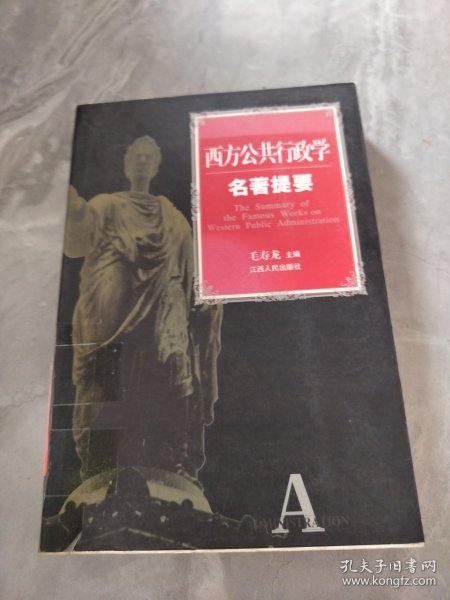 西方公共行政学
名著提要
The Summary of
the Famous Works on
Western Public Administration
毛寿龙 主编
江西人民出版社
A
ADMINISTRATION
孔夫子旧书网
www.kongfz.com